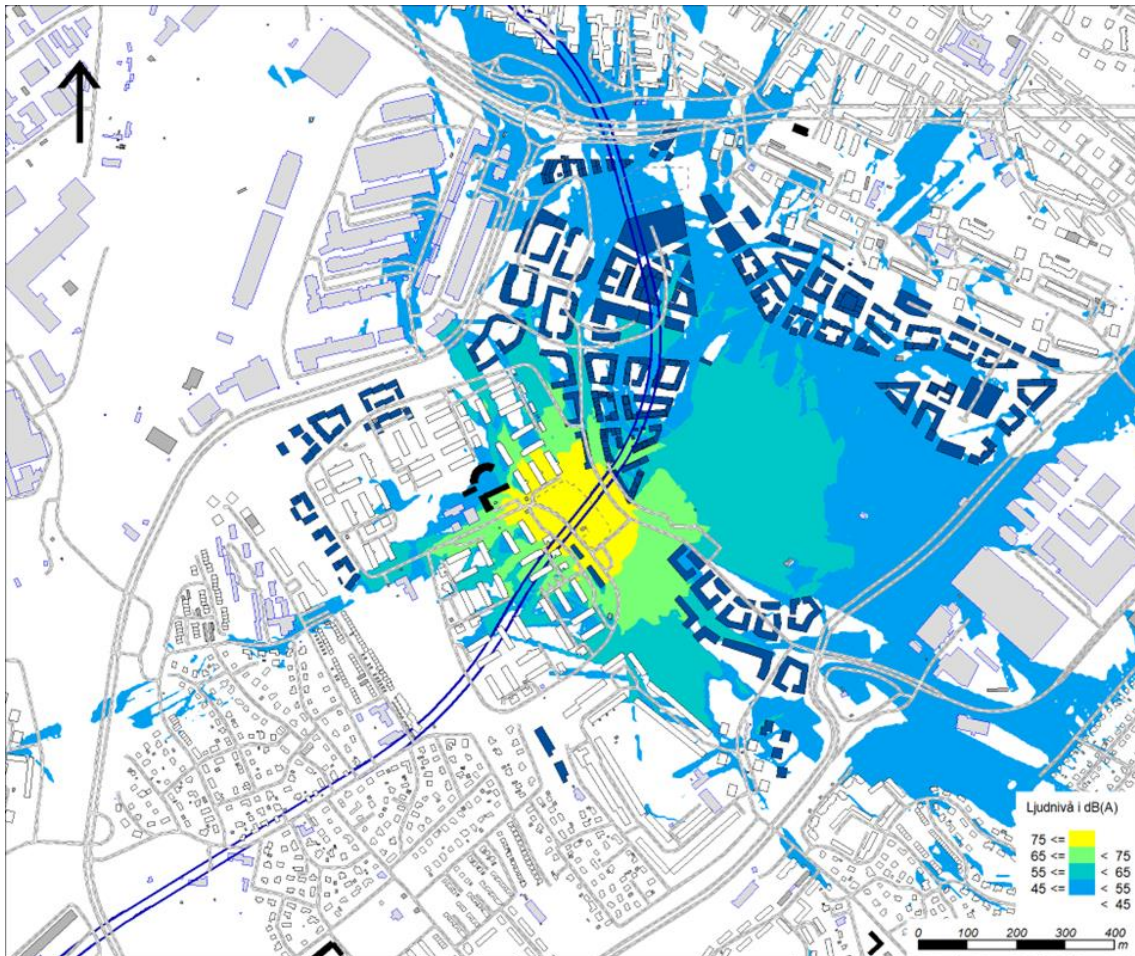 Ljudnivå i dB(A)
75 <=
65 <= < 75
55 <= < 65
45 <= < 55
< 45
0 100 200 300 400
m